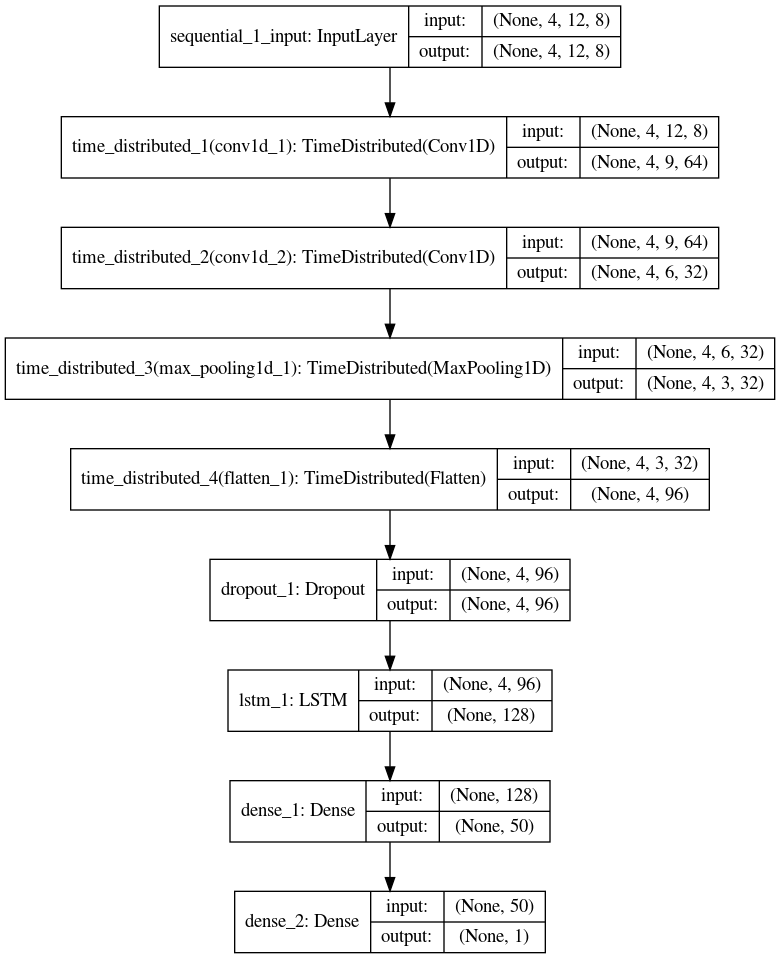 sequential_1_input: InputLayer
input: (None, 4, 12, 8)
output: (None, 4, 12, 8)
time_distributed_1(conv1d_1): TimeDistributed(Conv1D)
input: (None, 4, 12, 8)
output: (None, 4, 9, 64)
time_distributed_2(conv1d_2): TimeDistributed(Conv1D)
input: (None, 4, 9, 64)
output: (None, 4, 6, 32)
time_distributed_3(max_pooling1d_1): TimeDistributed(MaxPooling1D)
input: (None, 4, 6, 32)
output: (None, 4, 3, 32)
time_distributed_4(flatten_1): TimeDistributed(Flatten)
input: (None, 4, 3, 32)
output: (None, 4, 96)
dropout_1: Dropout
input: (None, 4, 96)
output: (None, 4, 96)
lstm_1: LSTM
input: (None, 4, 96)
output: (None, 128)
dense_1: Dense
input: (None, 128)
output: (None, 50)
dense_2: Dense
input: (None, 50)
output: (None, 1)